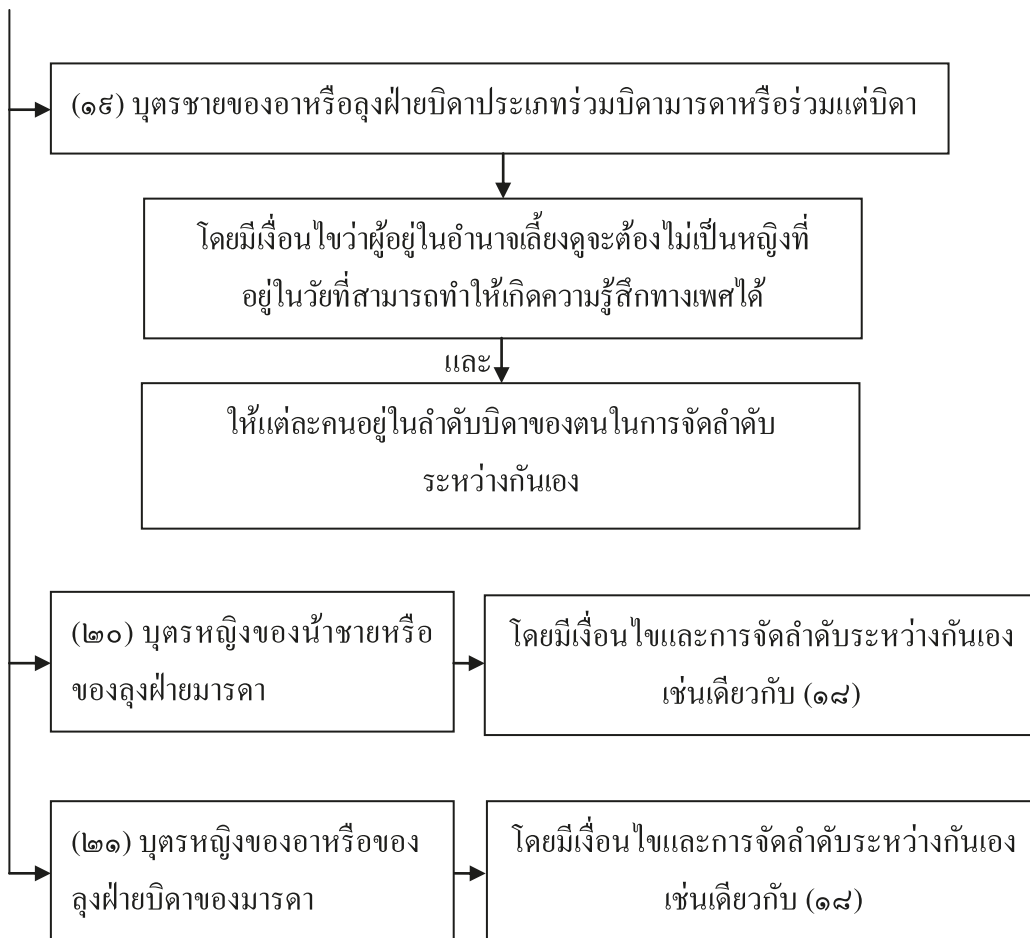 (๑๙) บุตรชายของอาหรือลุงฝ่ายบิดาประเภทร่วมบิดามารดาหรือร่วมแต่บิดา
โดยมีเงื่อนไขว่าผู้อยู่ในอำนาจเลี้ยงดูจะต้องไม่เป็นหญิงที่
อยู่ในวัยที่สามารถทำให้เกิดความรู้สึกทางเพศได้
และ
ให้แต่ละคนอยู่ในลำดับบิดาของตนในการจัดลำดับ
ระหว่างกันเอง
(๒๐) บุตรหญิงของน้าชายหรือ
ของลุงฝ่ายมารดา
โดยมีเงื่อนไขและการจัดลำดับระหว่างกันเอง
เช่นเดียวกับ (๑๘)
(๒๑) บุตรหญิงของอาหรือของ
ลุงฝ่ายบิดาของมารดา
โดยมีเงื่อนไขและการจัดลำดับระหว่างกันเอง
เช่นเดียวกับ (๑๘)